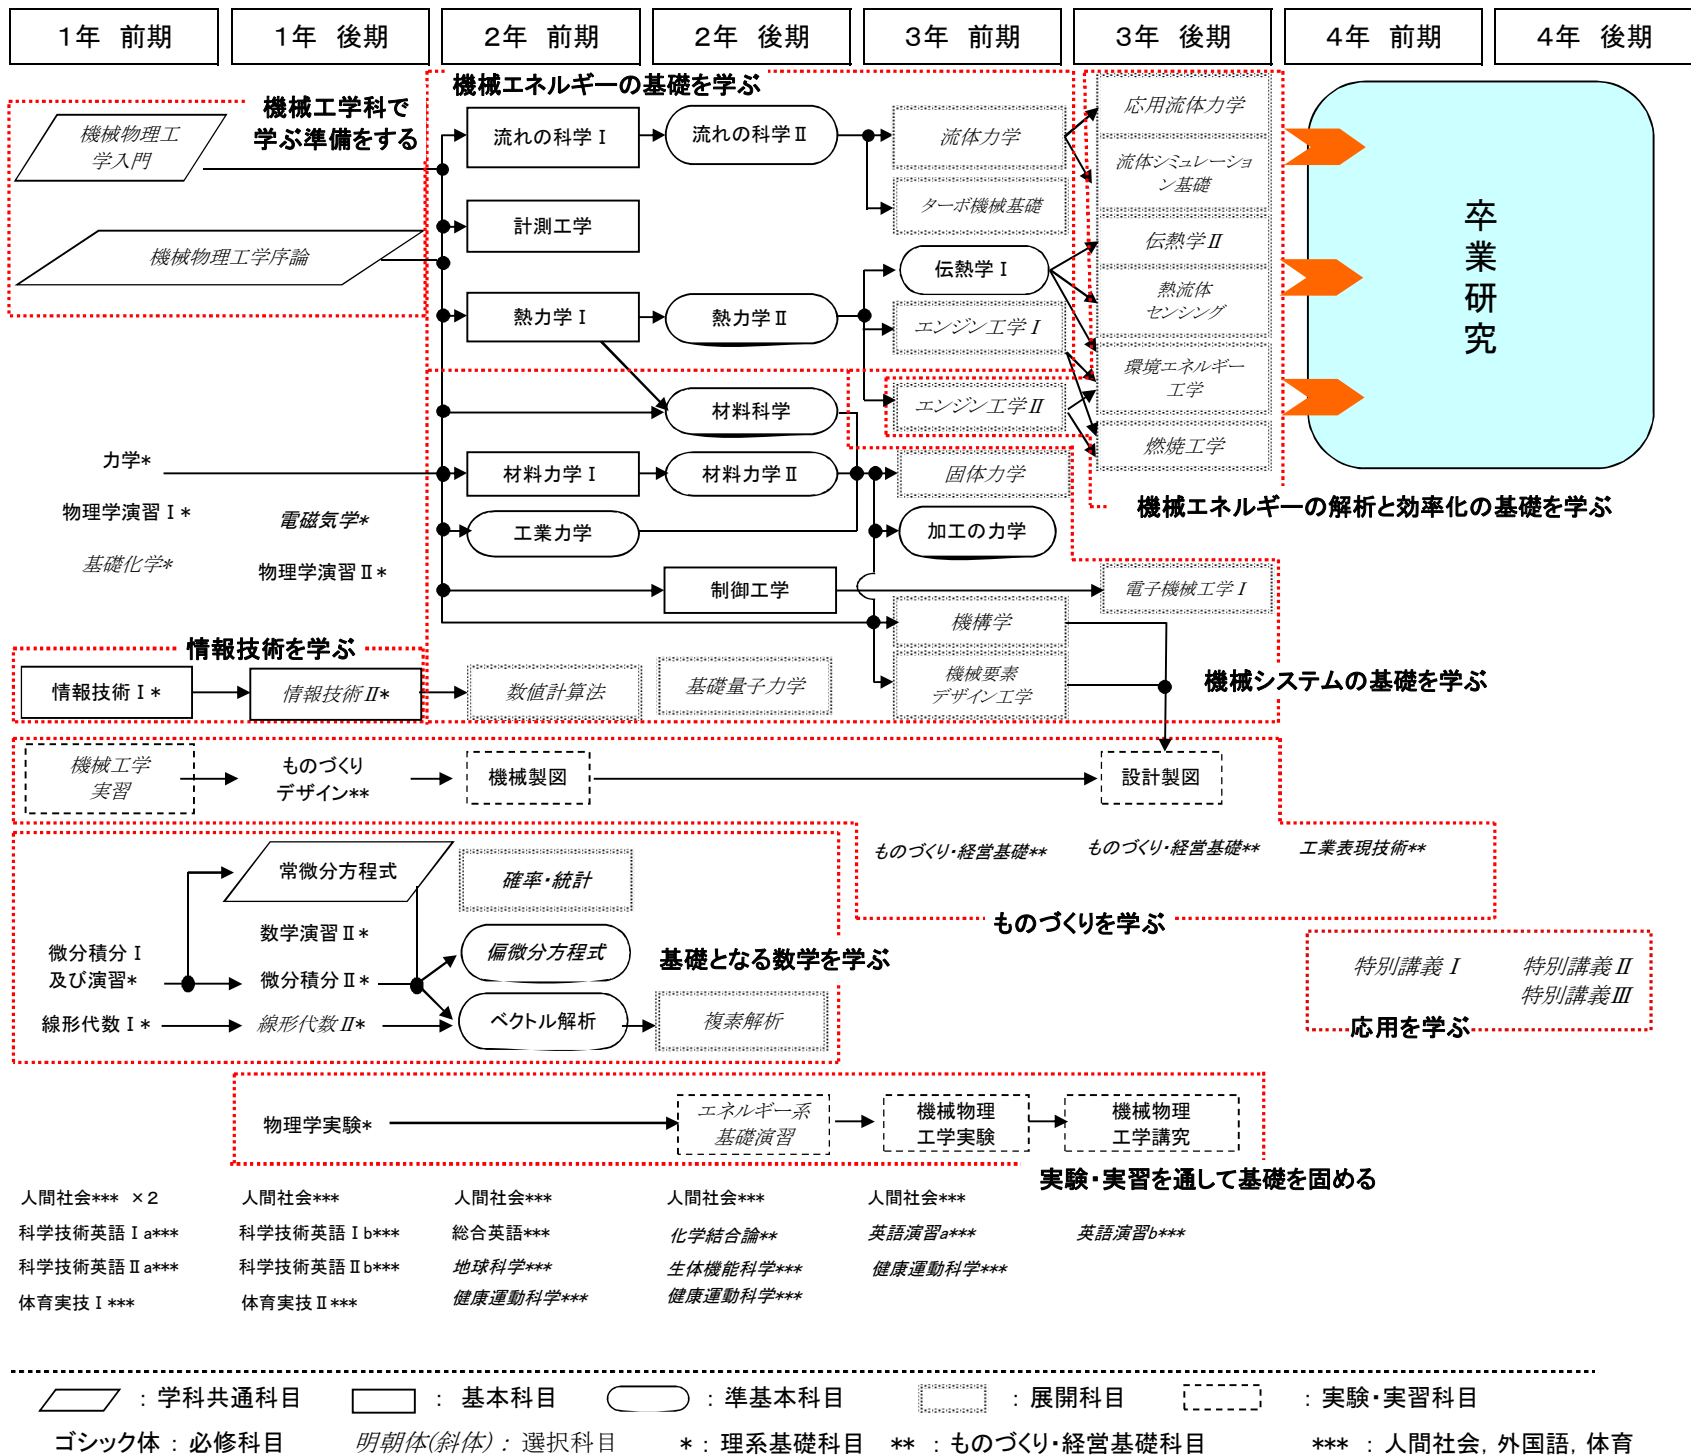 1年 前期
1年 後期
2年 前期
2年 後期
3年 前期
3年 後期
4年 前期
4年 後期
機械工学科で
学ぶ準備をする
機械物理工
学入門
機械物理工学序論
機械エネルギーの基礎を学ぶ
流れの科学Ⅰ
流れの科学Ⅱ
流体力学
ターボ機械基礎
計測工学
伝熱学Ⅰ
熱力学Ⅰ
熱力学Ⅱ
エンジン工学Ⅰ
エンジン工学Ⅱ
応用流体力学
流体シミュレーショ
ン基礎
伝熱学Ⅱ
熱流体
センシング
環境エネルギー
工学
燃焼工学
機械エネルギーの解析と効率化の基礎を学ぶ
卒業研究
材料科学
力学*
材料力学Ⅰ
材料力学Ⅱ
固体力学
物理学演習Ⅰ*
電磁気学*
工業力学
加工の力学
基礎化学*
物理学演習Ⅱ*
制御工学
電子機械工学Ⅰ
機構学
機械要素
デザイン工学
機械システムの基礎を学ぶ
情報技術を学ぶ
情報技術Ⅰ*
情報技術Ⅱ*
数値計算法
基礎量子力学
機械工学
実習
ものづくり
デザイン**
機械製図
設計製図
ものづくり・経営基礎**
ものづくり・経営基礎**
工業表現技術**
ものづくりを学ぶ
常微分方程式
確率・統計
数学演習Ⅱ*
偏微分方程式
基礎となる数学を学ぶ
微分積分Ⅰ
及び演習*
微分積分Ⅱ*
線形代数Ⅰ*
線形代数Ⅱ*
ベクトル解析
複素解析
特別講義Ⅰ
特別講義Ⅱ
特別講義Ⅲ
応用を学ぶ
物理学実験*
エネルギー系
基礎演習
機械物理
工学実験
機械物理
工学講究
実験・実習を通して基礎を固める
人間社会*** ×2
人間社会***
人間社会***
人間社会***
人間社会***
科学技術英語Ⅰa***
科学技術英語Ⅰb***
総合英語***
化学結合論**
英語演習a***
英語演習b***
科学技術英語Ⅱa***
科学技術英語Ⅱb***
地球科学***
生体機能科学***
健康運動科学***
体育実技Ⅰ***
体育実技Ⅱ***
健康運動科学***
健康運動科学***
：学科共通科目
： 基本科目
：準基本科目
：展開科目
：実験・実習科目
ゴシック体：必修科目
明朝体(斜体)：選択科目
*：理系基礎科目
**：ものづくり・経営基礎科目
***：人間社会, 外国語, 体育